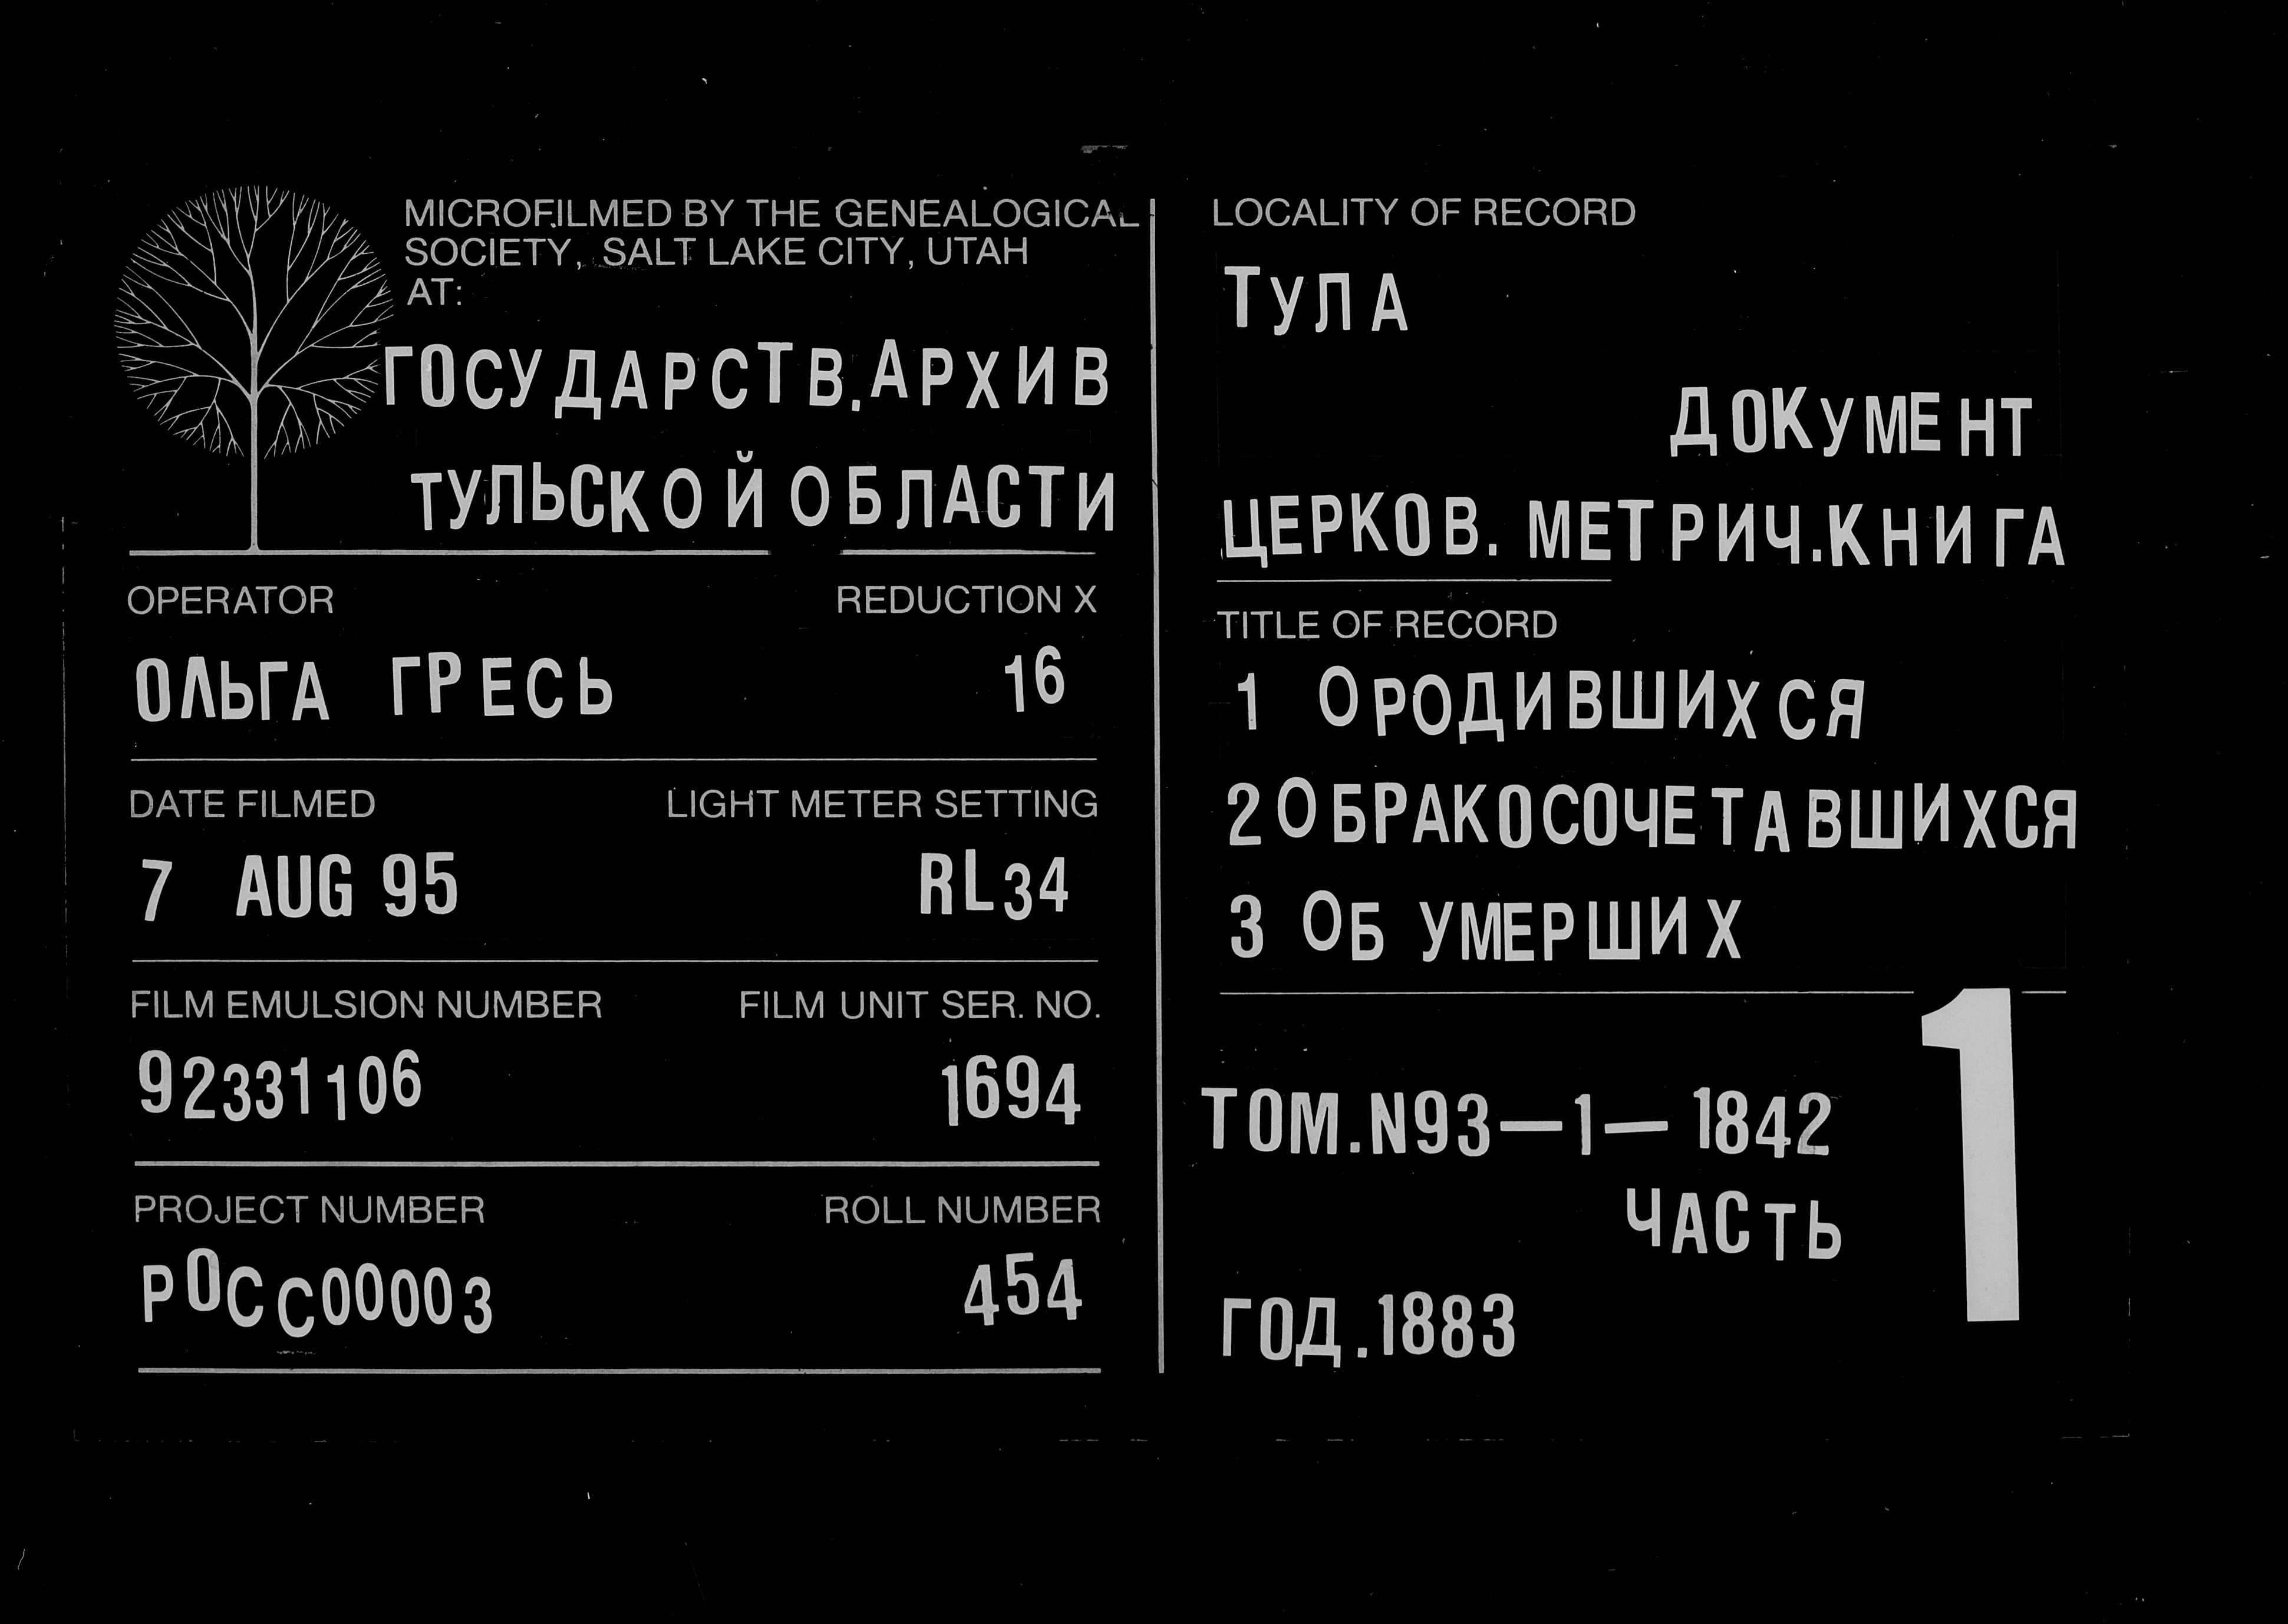 MICROFILMED BY THE GENEALOGICAL
SOCIETY, SALT LAKE CITY, UTAH
AT:
ГОСУДАРСТВ.АРХИВ
ТУЛЬСКОЙ ОБЛАСТИ
OPERATOR REDUCTION X
ОЛЬГА ГРЕСЬ 16
DATE FILMED LIGHT METER SETTING
7 AUG 95 RL34
FILM EMULSION NUMBER FILM UNIT SER. NO.
92331106 1694
PROJECT NUMBER ROLL NUMBER
РОСС00003 454
LOCALITY OF RECORD
ТУЛА
ДОКУМЕНТ
ЦЕРКОВ. МЕТРИЧ.КНИГА
TITLE OF RECORD
1 О РОДИВШИХСЯ
2 О БРАКОСОЧЕТАВШИХСЯ
3 ОБ УМЕРШИХ
ТОМ.N93—1—1842
ЧАСТЬ 1
ГОД.1883